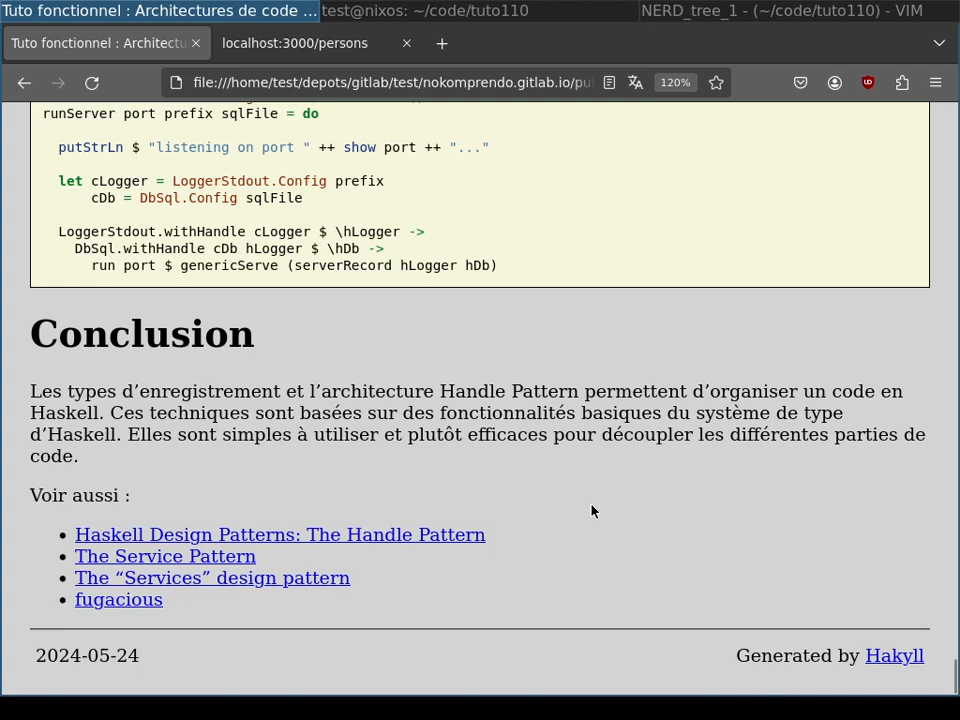 Tuto fonctionnel : Architectures de code ... test@nixos: ~/code/tuto110 NERD_tree_1 - (~/code/tuto110) - VIM
Tuto fonctionnel : Architectu localhost:3000/persons
file:///home/test/depots/gitlab/test/nokomprendo.gitlab.io/pu 120%
runServer port prefix sqlFile = do
putStrLn $ "listening on port " ++ show port ++ "..."
let cLogger = LoggerStdout.Config prefix
cDb = DbSql.Config sqlFile
LoggerStdout.withHandle cLogger $ \hLogger ->
DbSql.withHandle cDb hLogger $ \hDb ->
run port $ genericServe (serverRecord hLogger hDb)
Conclusion
Les types d’enregistrement et l’architecture Handle Pattern permettent d’organiser un code en
Haskell. Ces techniques sont basées sur des fonctionnalités basiques du système de type
d’Haskell. Elles sont simples à utiliser et plutôt efficaces pour découpler les différentes parties de
code.
Voir aussi :
• Haskell Design Patterns: The Handle Pattern
• The Service Pattern
• The “Services” design pattern
• fugacious
2024-05-24 Generated by Hakyll